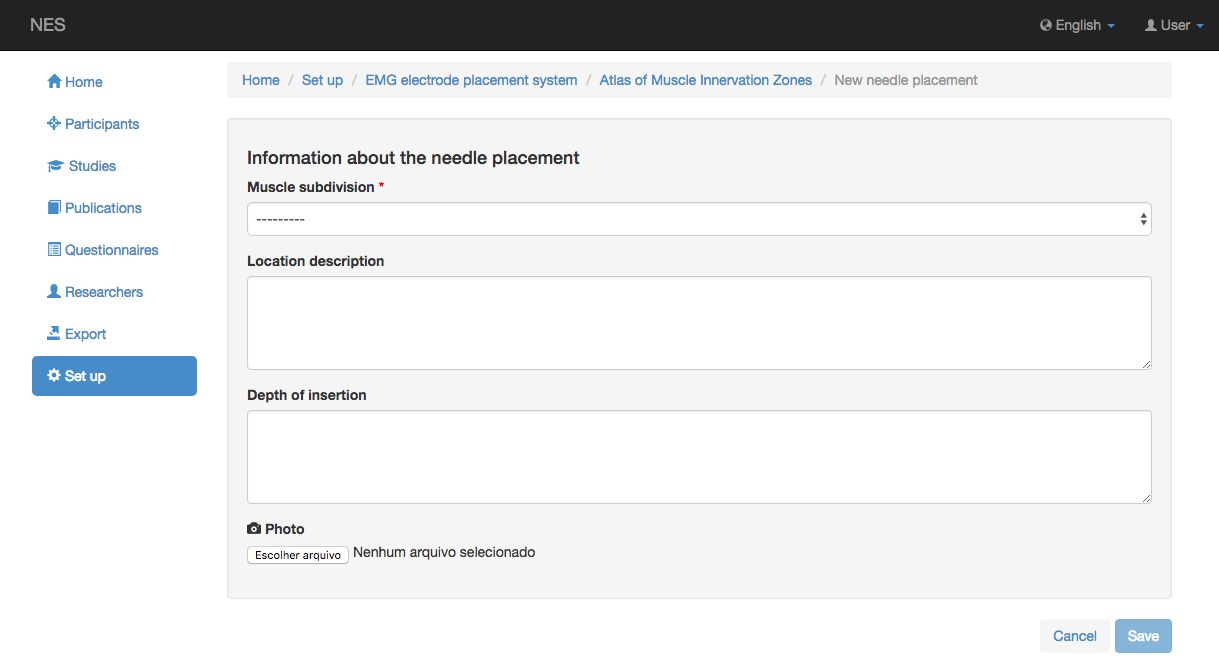 NES
English
User
Home
Participants
Studies
Publications
Questionnaires
Researchers
Export
Set up
Home / Set up / EMG electrode placement system / Atlas of Muscle Innervation Zones / New needle placement
Information about the needle placement
Muscle subdivision *
---------
Location description
Depth of insertion
Photo
Escolher arquivo Nenhum arquivo selecionado
Cancel Save